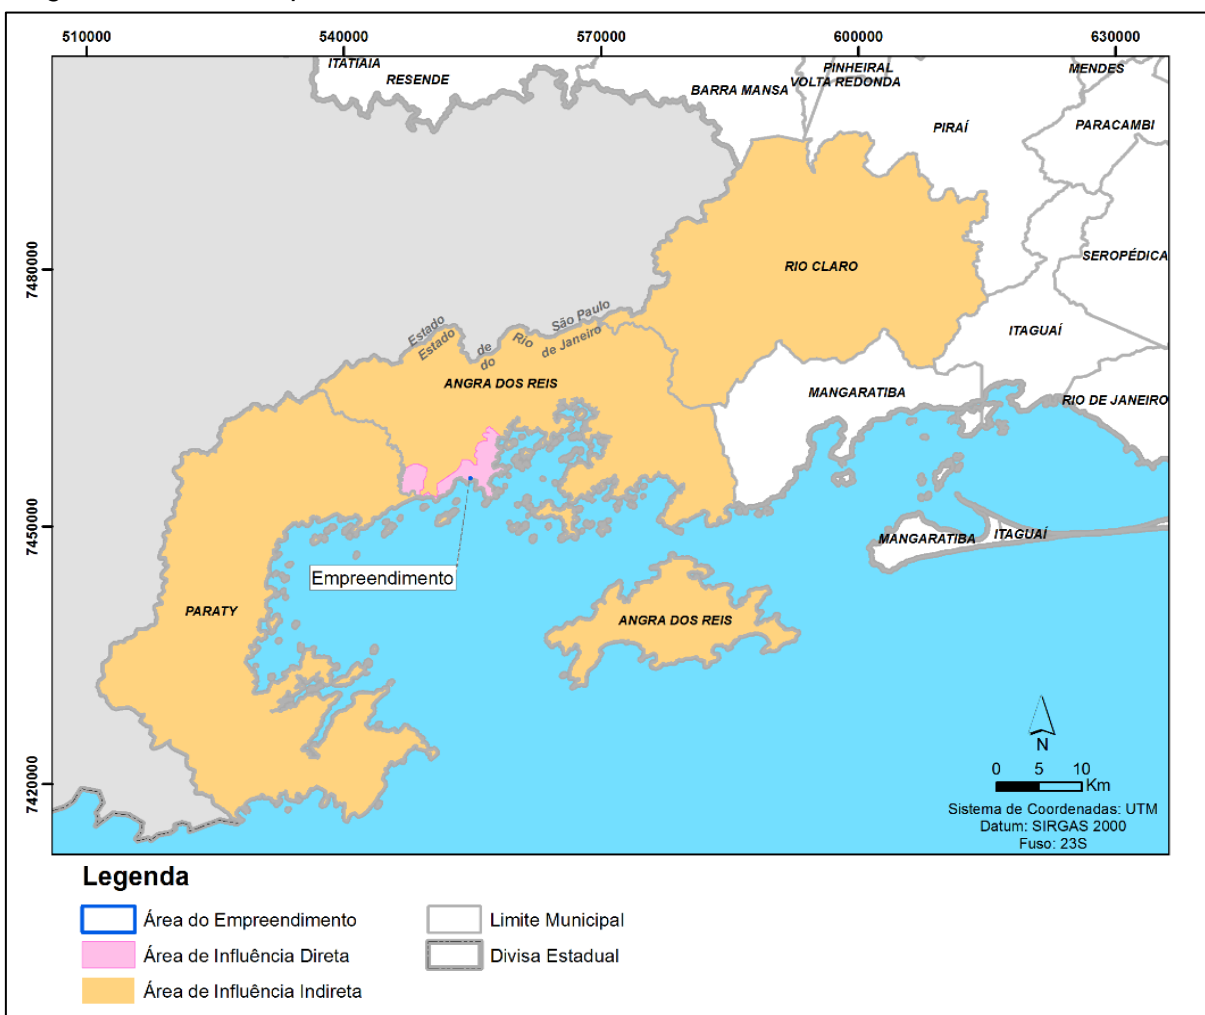 510000
540000
570000
600000
630000
ITATIAIA
RESENDE
BARRA MANSA
PINHEIRAL
VOLTA REDONDA
MENDES
PIRAÍ
PARACAMBI
7480000
RIO CLARO
SEROPÉDICA
Estado de São Paulo
Estado do Rio de Janeiro
ITAGUAÍ
ANGRA DOS REIS
MANGARATIBA
RIO DE JANEIRO
7450000
MANGARATIBA
ITAGUAÍ
Empreendimento
PARATY
ANGRA DOS REIS
7420000
N
0 5 10
Km
Sistema de Coordenadas: UTM
Datum: SIRGAS 2000
Fuso: 23S
Legenda
Área do Empreendimento
Limite Municipal
Área de Influência Direta
Divisa Estadual
Área de Influência Indireta